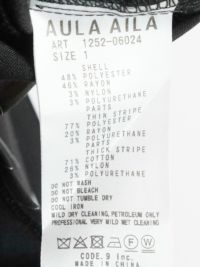 AULA AILA
ART 1252-06024
SIZE 1
SHELL
48% POLYESTER
46% RAYON
3% NYLON
3% POLYURETHANE
PARTS
THIN STRIPE
77% POLYESTER
20% RAYON
3% POLYURETHANE
PARTS
THICK STRIPE
71% COTTON
26% NYLON
3% POLYURETHANE
DO NOT WASH
DO NOT BLEACH
DO NOT TUMBLE DRY
COOL IRON
MILD DRY CLEANING, PETROLEUM ONLY
PROFESSIONAL VERY MILD WET CLEANING
CODE.9 Inc.
MADE IN CHINA